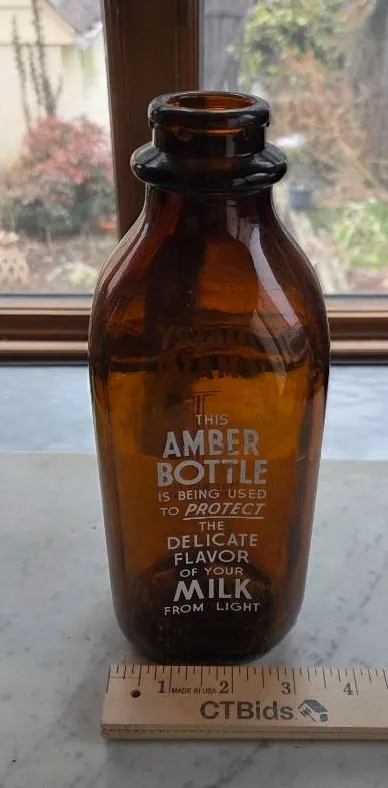 THIS
AMBER
BOTTLE
IS BEING USED
TO PROTECT
THE
DELICATE
FLAVOR
OF YOUR
MILK
FROM LIGHT
1 MADE IN USA 2 3 4
CTBids